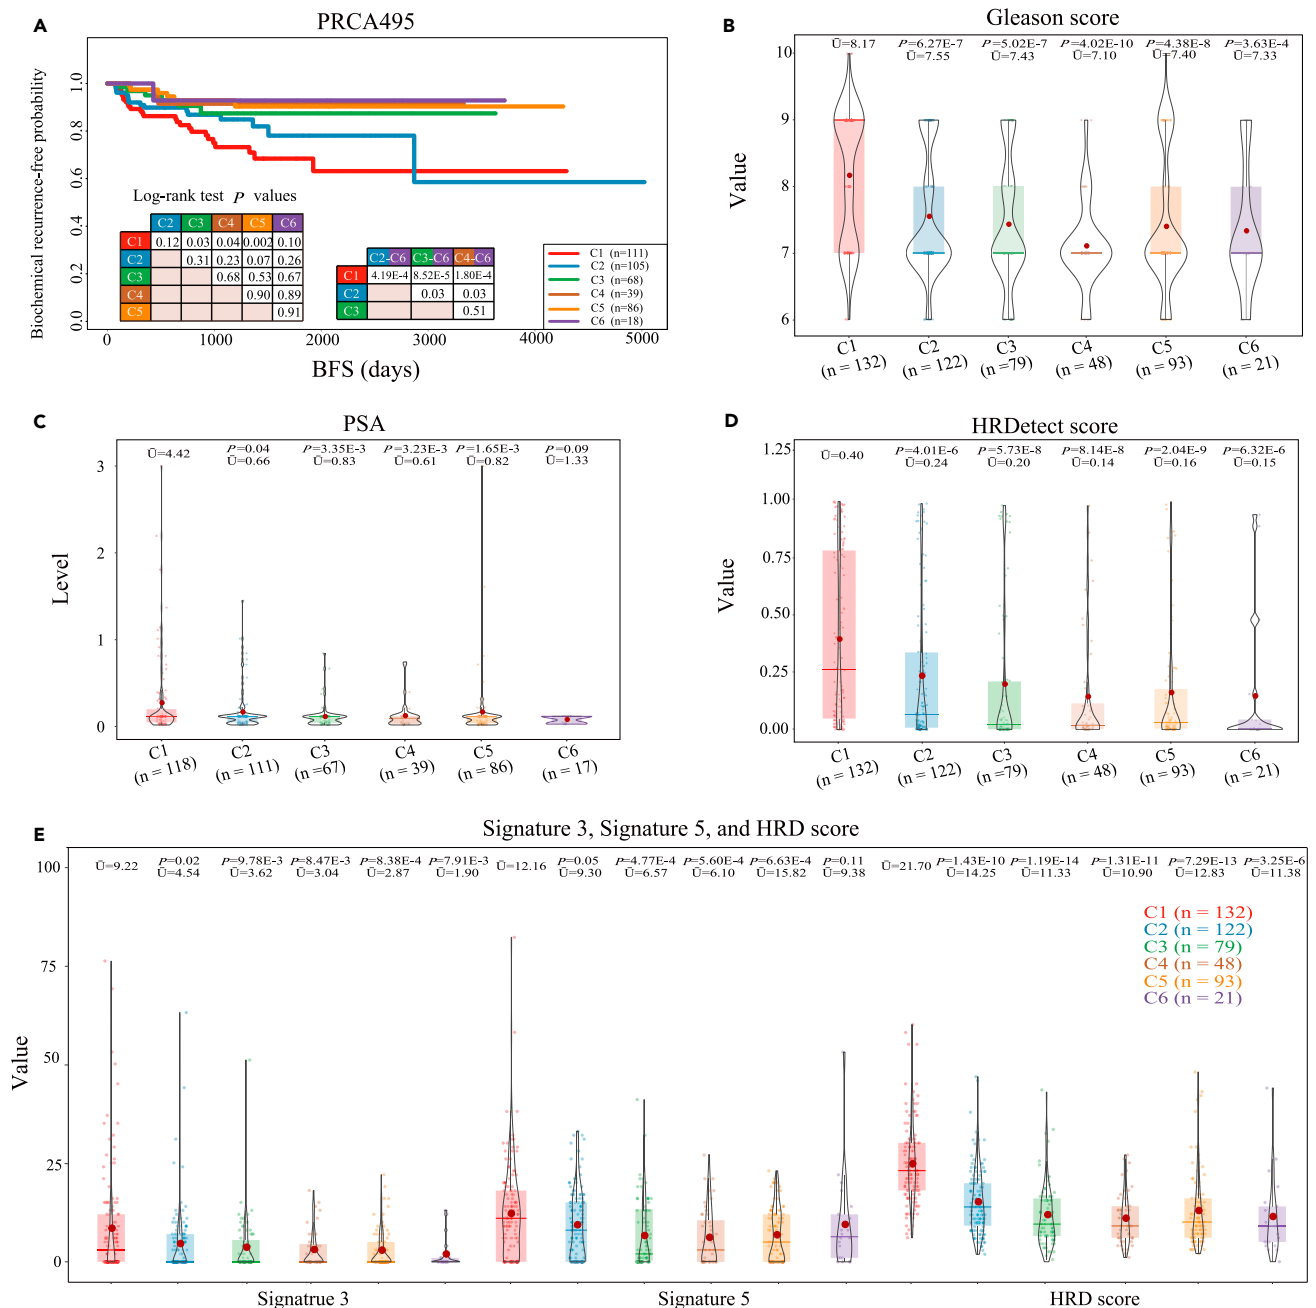 A
PRCA495
Biochemical recurrence-free probability
1.0
0.8
0.6
0.4
0.2
0.0
Log-rank test P values
C2 C3 C4 C5 C6
C1 0.12 0.03 0.04 0.002 0.10
C2 0.31 0.23 0.07 0.26
C3 0.68 0.53 0.67
C4 0.90 0.89
C5 0.91
C2-C6 C3-C6 C4-C6
C1 4.19E-4 8.52E-5 1.80E-4
C2 0.03 0.03
C3 0.51
C1 (n=111)
C2 (n=105)
C3 (n=68)
C4 (n=39)
C5 (n=86)
C6 (n=18)
0 1000 2000 3000 4000 5000
BFS (days)
B
Gleason score
P=6.27E-7 P=5.02E-7 P=4.02E-10 P=4.38E-8 P=3.63E-4
Ū=8.17 Ū=7.55 Ū=7.43 Ū=7.10 Ū=7.40 Ū=7.33
Value
10
9
8
7
6
C1 C2 C3 C4 C5 C6
(n = 132) (n = 122) (n =79) (n = 48) (n = 93) (n = 21)
C
PSA
P=0.04 P=3.35E-3 P=3.23E-3 P=1.65E-3 P=0.09
Ū=4.42 Ū=0.66 Ū=0.83 Ū=0.61 Ū=0.82 Ū=1.33
Level
3
2
1
0
C1 C2 C3 C4 C5 C6
(n = 118) (n = 111) (n =67) (n = 39) (n = 86) (n = 17)
D
HRDetect score
P=4.01E-6 P=5.73E-8 P=8.14E-8 P=2.04E-9 P=6.32E-6
Ū=0.40 Ū=0.24 Ū=0.20 Ū=0.14 Ū=0.16 Ū=0.15
Value
1.25
1.00
0.75
0.50
0.25
0.00
C1 C2 C3 C4 C5 C6
(n = 132) (n = 122) (n =79) (n = 48) (n = 93) (n = 21)
E
Signature 3, Signature 5, and HRD score
P=0.02 P=9.78E-3 P=8.47E-3 P=8.38E-4 P=7.91E-3 P=0.05 P=4.77E-4 P=5.60E-4 P=6.63E-4 P=0.11 P=1.43E-10 P=1.19E-14 P=1.31E-11 P=7.29E-13 P=3.25E-6
Ū=9.22 Ū=4.54 Ū=3.62 Ū=3.04 Ū=2.87 Ū=1.90 Ū=12.16 Ū=9.30 Ū=6.57 Ū=6.10 Ū=15.82 Ū=9.38 Ū=21.70 Ū=14.25 Ū=11.33 Ū=10.90 Ū=12.83 Ū=11.38
Value
100
75
50
25
0
C1 (n = 132)
C2 (n = 122)
C3 (n = 79)
C4 (n = 48)
C5 (n = 93)
C6 (n = 21)
Signatrue 3 Signature 5 HRD score